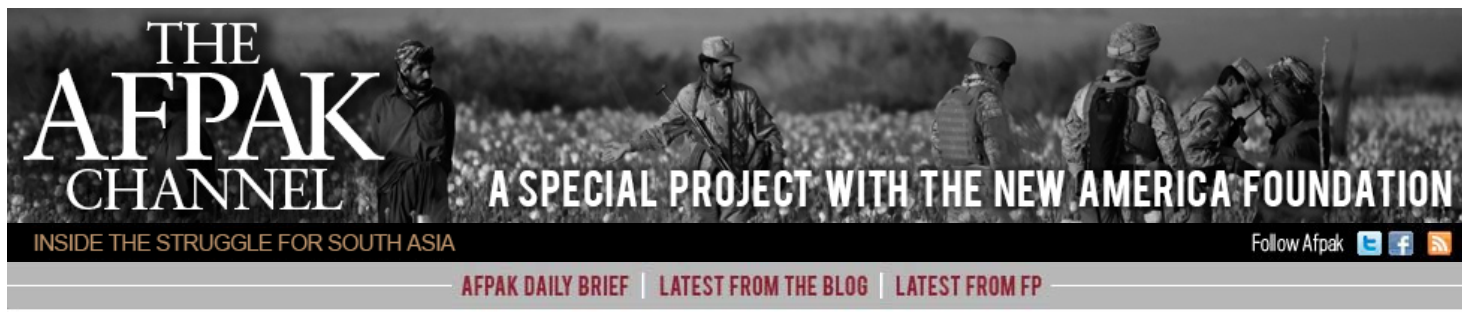 THE
AFPAK
CHANNEL
A SPECIAL PROJECT WITH THE NEW AMERICA FOUNDATION
INSIDE THE STRUGGLE FOR SOUTH ASIA
Follow Afpak
AFPAK DAILY BRIEF | LATEST FROM THE BLOG | LATEST FROM FP